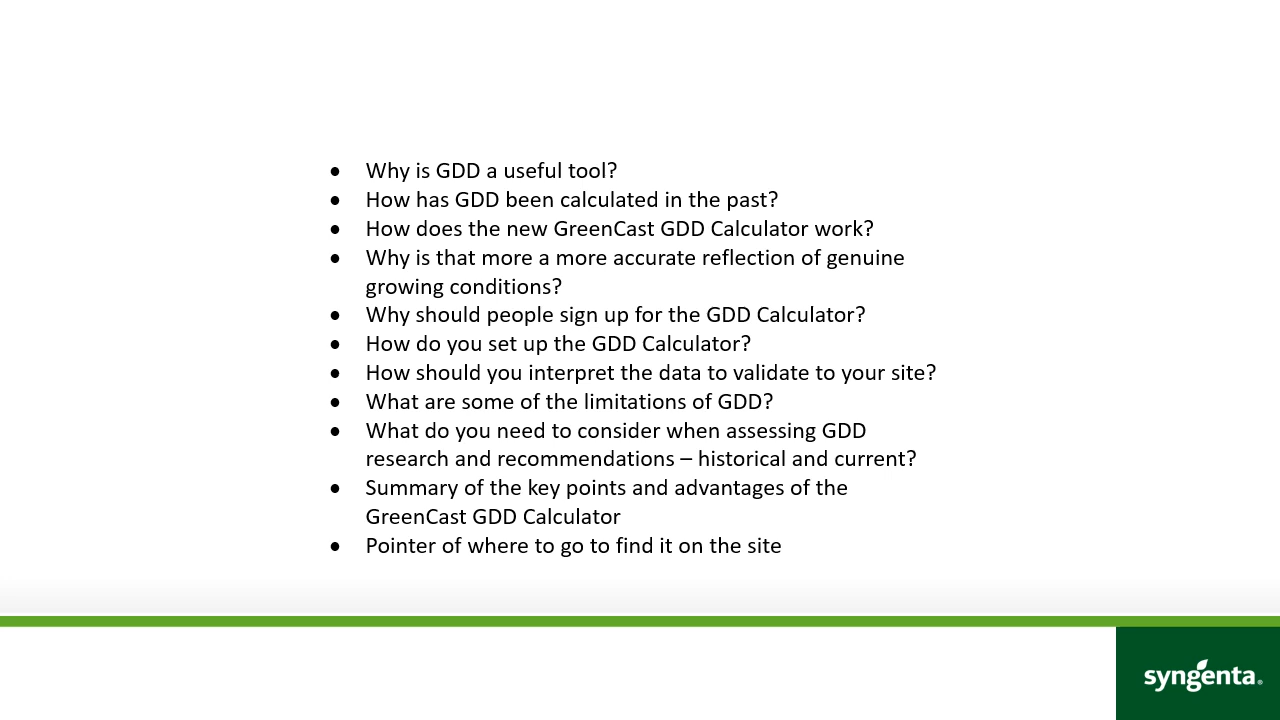 • Why is GDD a useful tool?
• How has GDD been calculated in the past?
• How does the new GreenCast GDD Calculator work?
• Why is that more a more accurate reflection of genuine
growing conditions?
• Why should people sign up for the GDD Calculator?
• How do you set up the GDD Calculator?
• How should you interpret the data to validate to your site?
• What are some of the limitations of GDD?
• What do you need to consider when assessing GDD
research and recommendations – historical and current?
• Summary of the key points and advantages of the
GreenCast GDD Calculator
• Pointer of where to go to find it on the site
syngenta®